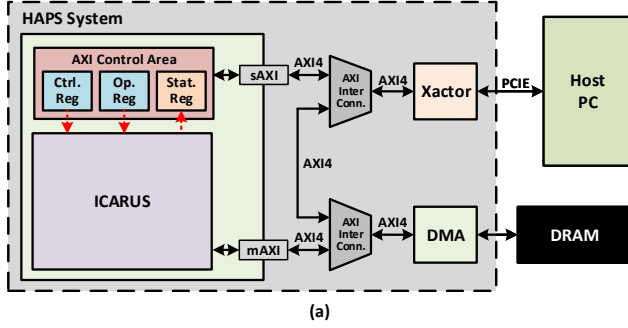 HAPS System
AXI Control Area
Ctrl.
Reg
Op.
Reg
Stat.
Reg
sAXI
AXI4
AXI
Inter
Conn.
AXI4
Xactor
PCIE
Host
PC
AXI4
ICARUS
mAXI
AXI4
AXI
Inter
Conn.
AXI4
DMA
DRAM
(a)